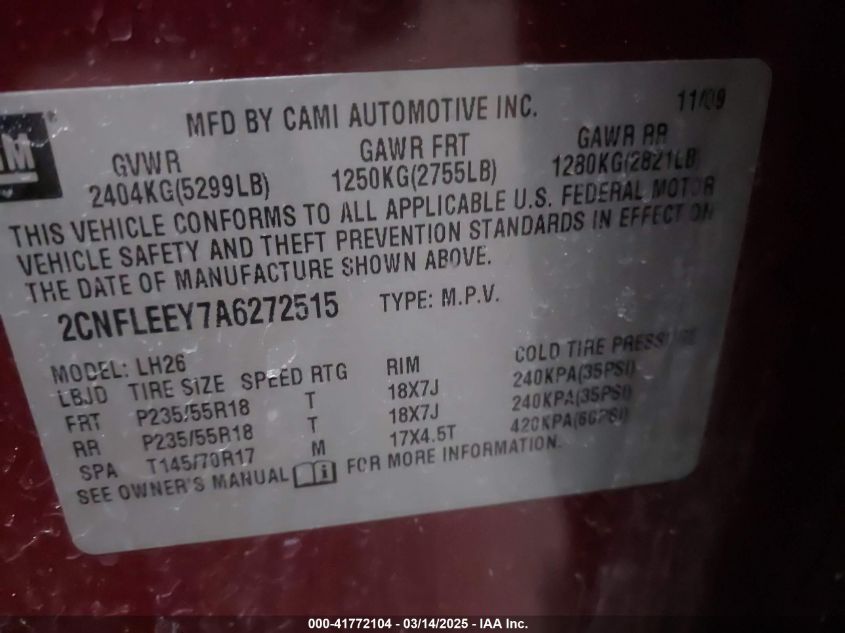 GM
MFD BY CAMI AUTOMOTIVE INC. 11/09
GVWR GAWR FRT GAWR RR
2404KG(5299LB) 1250KG(2755LB) 1280KG(2821LB)
THIS VEHICLE CONFORMS TO ALL APPLICABLE U.S. FEDERAL MOTOR
VEHICLE SAFETY AND THEFT PREVENTION STANDARDS IN EFFECT ON
THE DATE OF MANUFACTURE SHOWN ABOVE.
2CNFLEEY7A6272515 TYPE: M.P.V.
MODEL: LH26
LBJD TIRE SIZE SPEED RTG RIM COLD TIRE PRESSURE
FRT P235/55R18 T 18X7J 240KPA(35PSI)
RR P235/55R18 T 18X7J 240KPA(35PSI)
SPA T145/70R17 M 17X4.5T 420KPA(60PSI)
SEE OWNER'S MANUAL FOR MORE INFORMATION.
000-41772104 - 03/14/2025 - IAA Inc.